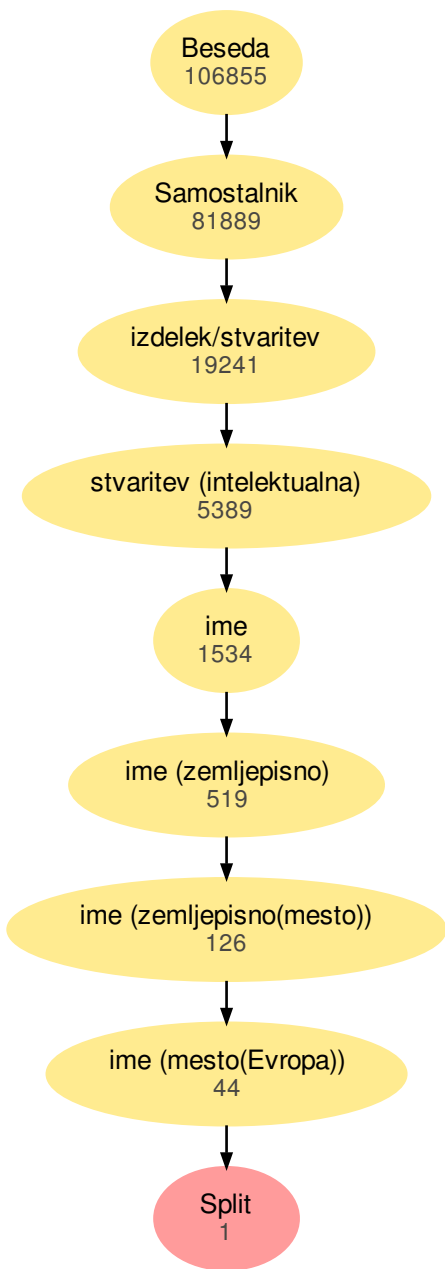 Beseda
106855
Samostalnik
81889
izdelek/stvaritev
19241
stvaritev (intelektualna)
5389
ime
1534
ime (zemljepisno)
519
ime (zemljepisno(mesto))
126
ime (mesto(Evropa))
44
Split
1